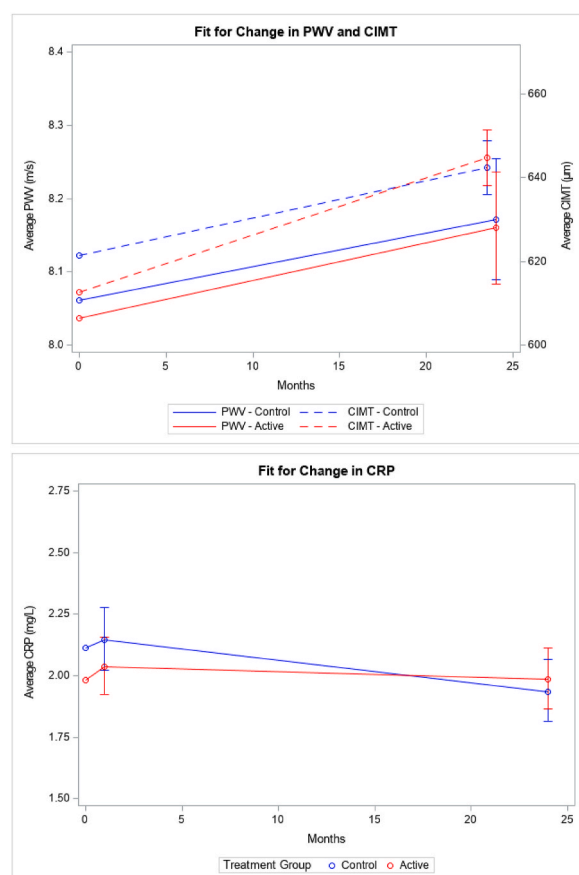 Fit for Change in PWV and CIMT
8.4
8.3
8.2
8.1
8.0
Average PWV (m/s)
660
640
620
600
Average CIMT (µm)
0 5 10 15 20 25
Months
PWV - Control CIMT - Control
PWV - Active CIMT - Active
Fit for Change in CRP
2.75
2.50
2.25
2.00
1.75
1.50
Average CRP (mg/L)
0 5 10 15 20 25
Months
Treatment Group Control Active